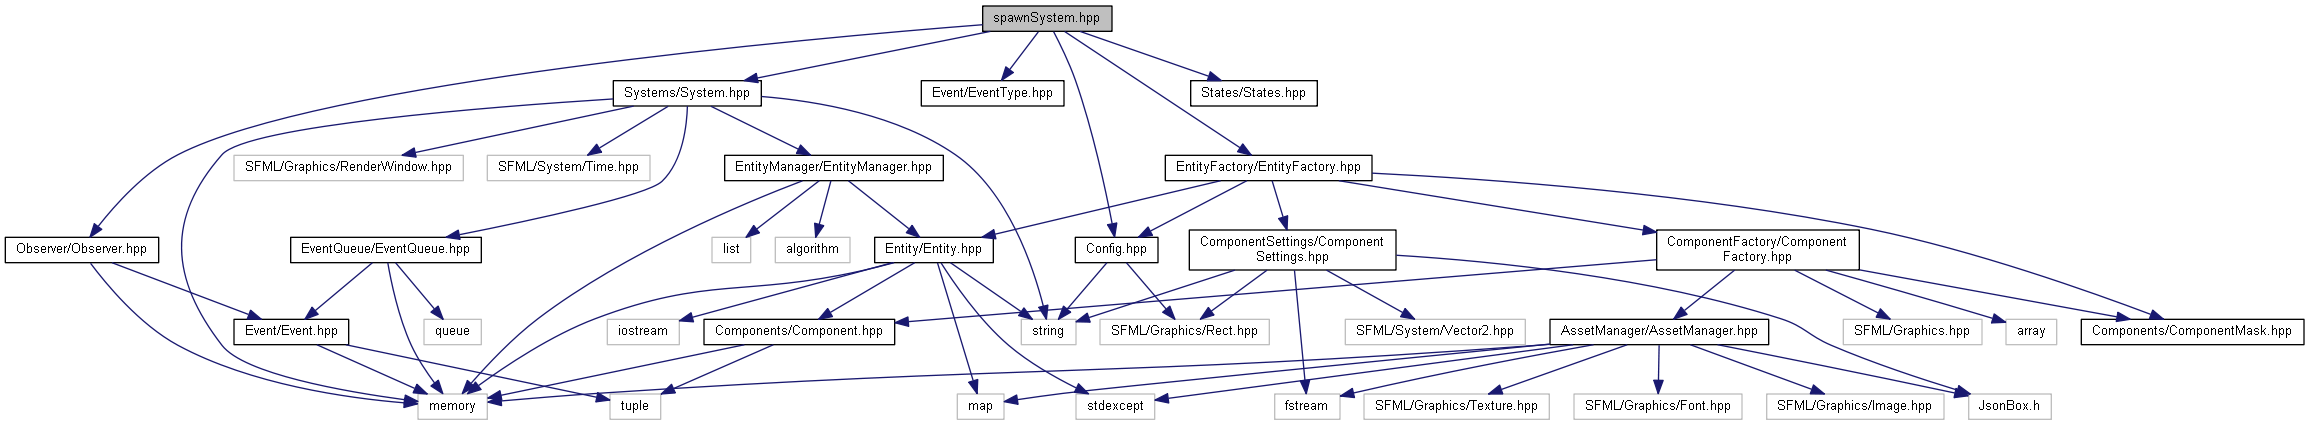 spawnSystem.hpp
Systems/System.hpp
Event/EventType.hpp
States/States.hpp
SFML/Graphics/RenderWindow.hpp
SFML/System/Time.hpp
EntityManager/EntityManager.hpp
EntityFactory/EntityFactory.hpp
Observer/Observer.hpp
EventQueue/EventQueue.hpp
list
algorithm
Entity/Entity.hpp
Config.hpp
ComponentSettings/Component
Settings.hpp
ComponentFactory/Component
Factory.hpp
Event/Event.hpp
queue
iostream
Components/Component.hpp
string
SFML/Graphics/Rect.hpp
SFML/System/Vector2.hpp
AssetManager/AssetManager.hpp
SFML/Graphics.hpp
array
Components/ComponentMask.hpp
memory
tuple
map
stdexcept
fstream
SFML/Graphics/Texture.hpp
SFML/Graphics/Font.hpp
SFML/Graphics/Image.hpp
JsonBox.h